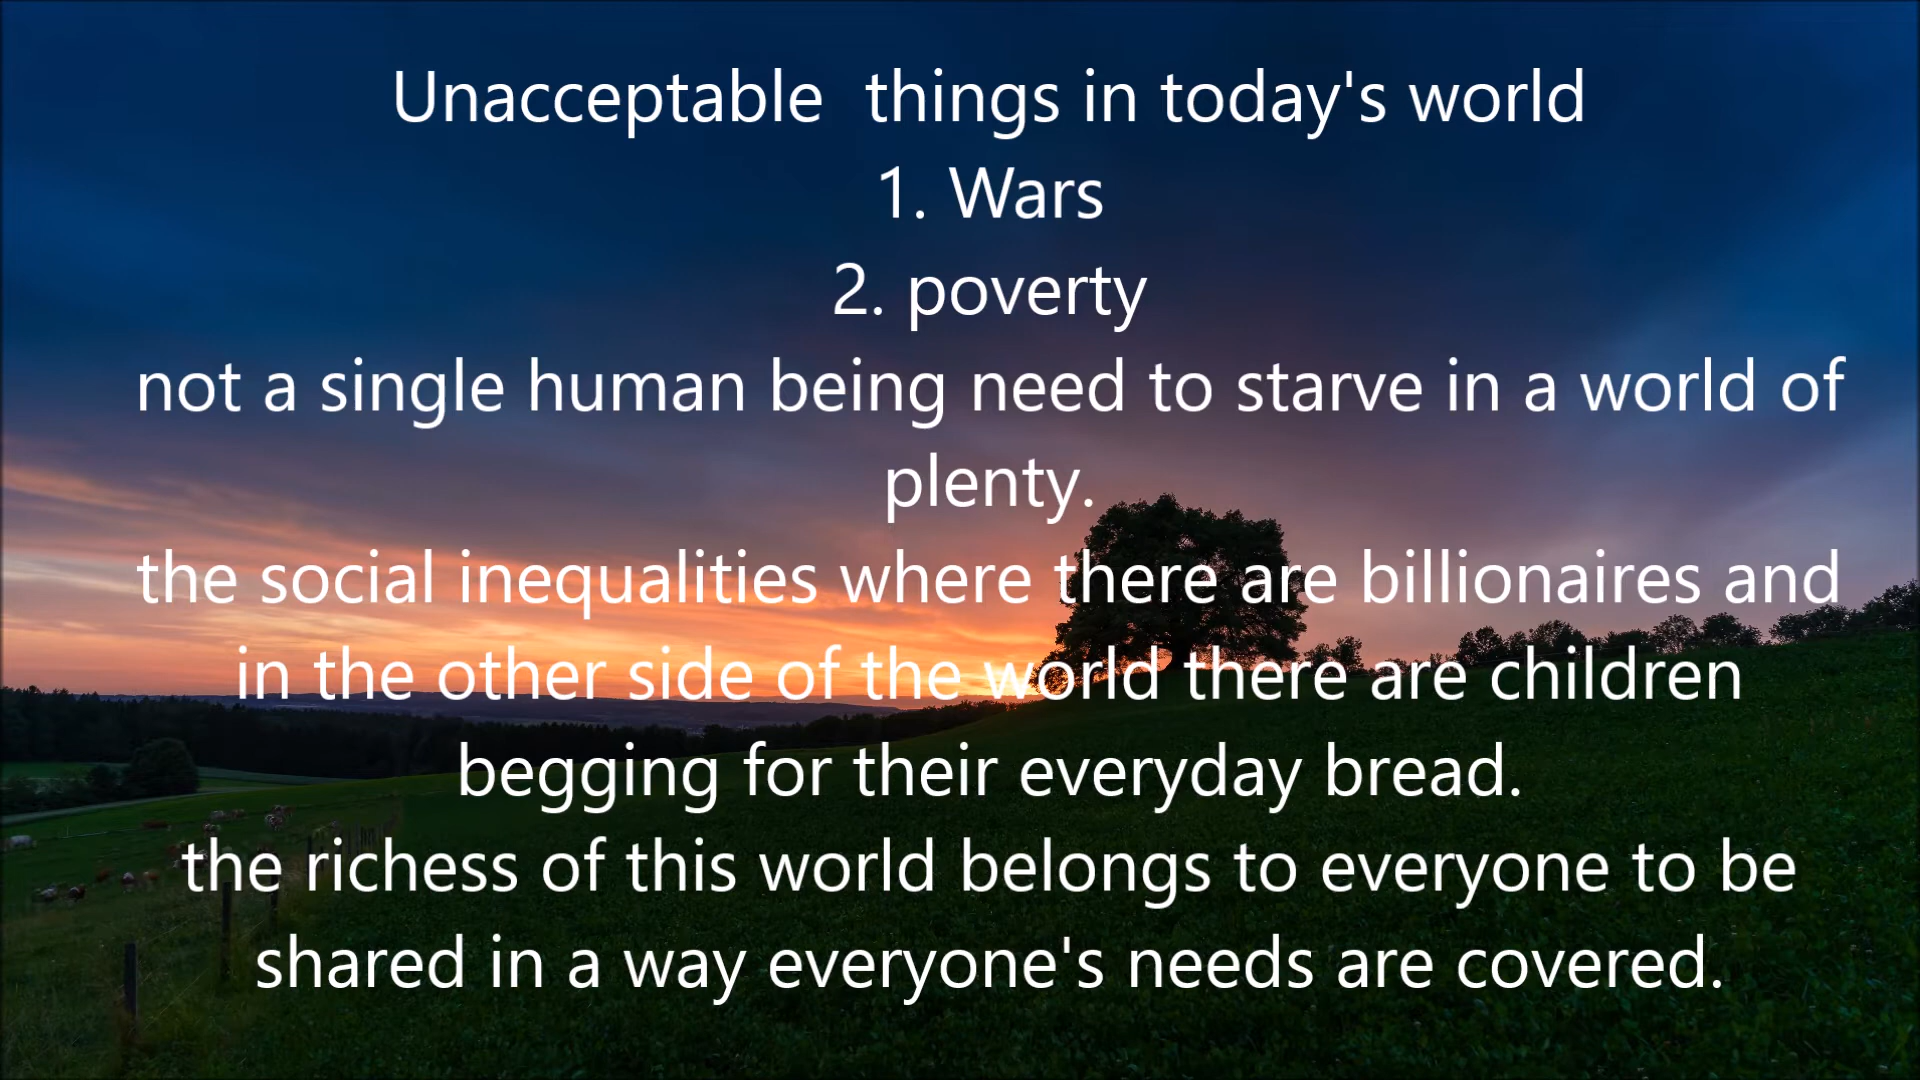 Unacceptable  things in today's world
1. Wars
2. poverty
not a single human being need to starve in a world of
plenty.
the social inequalities where there are billionaires and
in the other side of the world there are children
begging for their everyday bread.
the richess of this world belongs to everyone to be
shared in a way everyone's needs are covered.